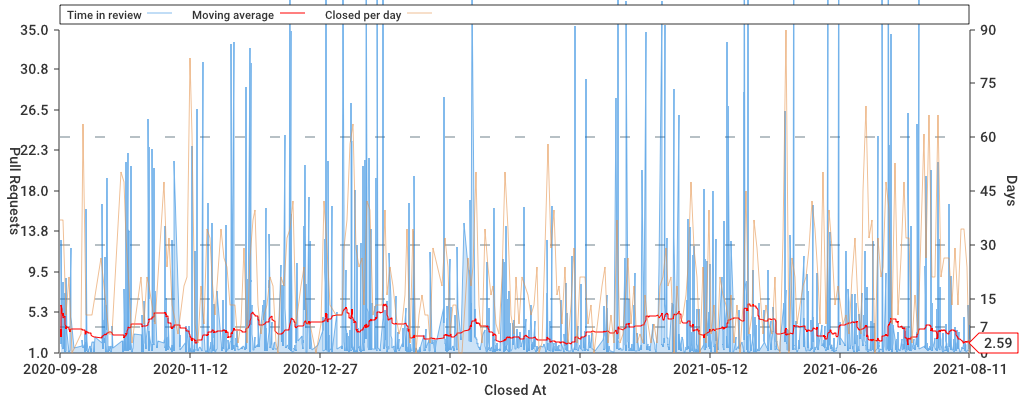 Time in review Moving average Closed per day
35.0 90
30.8 75
26.5
22.3 60
18.0 45
13.8 30
9.5
5.3 15
7
1.0 0
2.59
Pull Requests
Days
2020-09-28 2020-11-12 2020-12-27 2021-02-10 2021-03-28 2021-05-12 2021-06-26 2021-08-11
Closed At